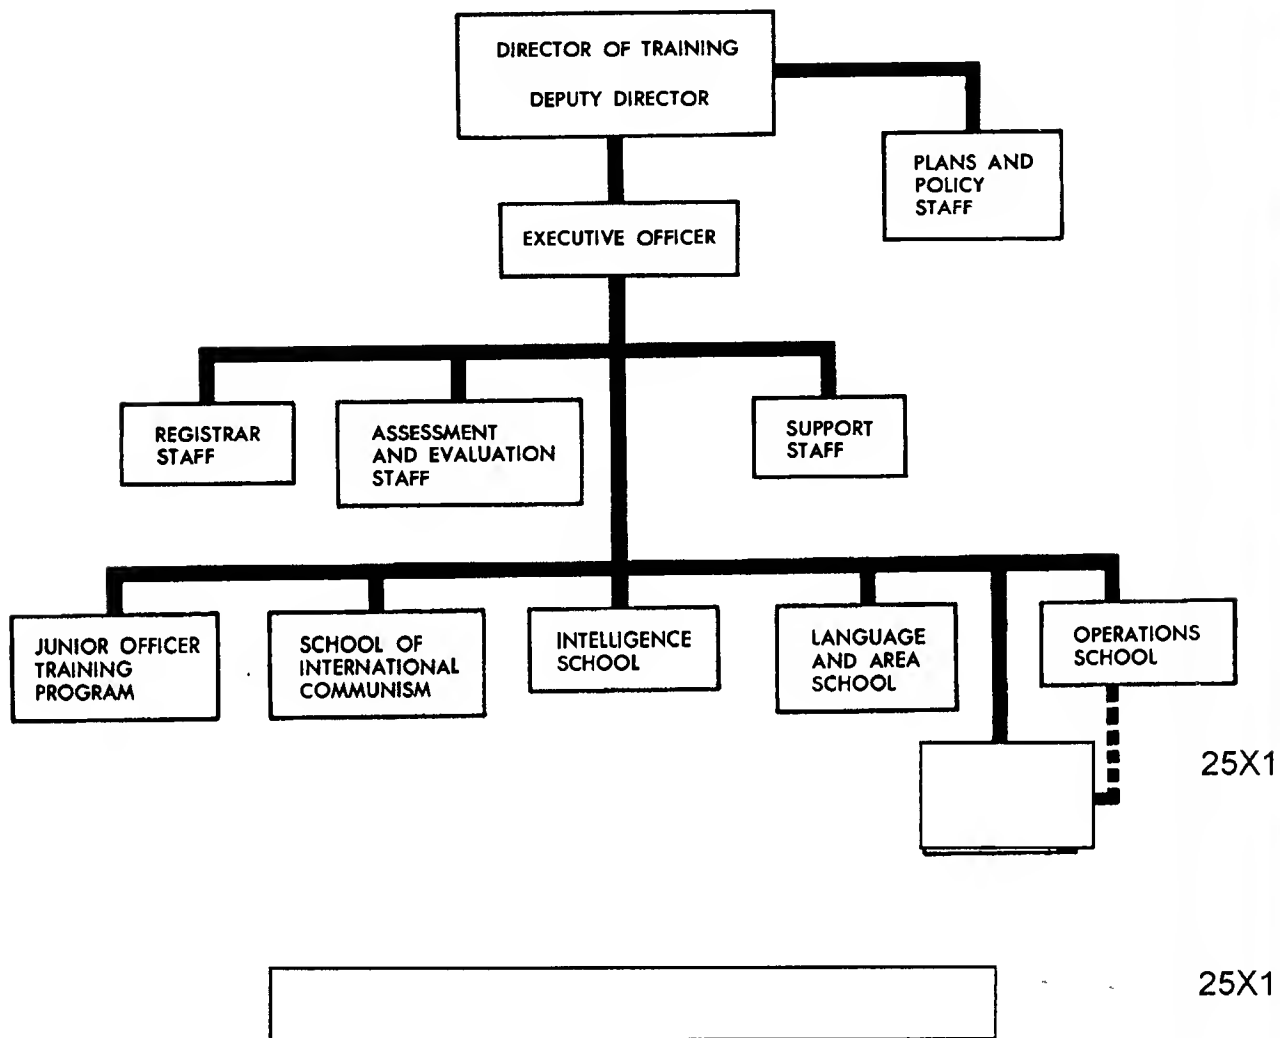 DIRECTOR OF TRAINING
DEPUTY DIRECTOR
PLANS AND
POLICY
STAFF
EXECUTIVE OFFICER
REGISTRAR
STAFF
ASSESSMENT
AND EVALUATION
STAFF
SUPPORT
STAFF
JUNIOR OFFICER
TRAINING
PROGRAM
SCHOOL OF
INTERNATIONAL
COMMUNISM
INTELLIGENCE
SCHOOL
LANGUAGE
AND AREA
SCHOOL
OPERATIONS
SCHOOL
25X1
25X1